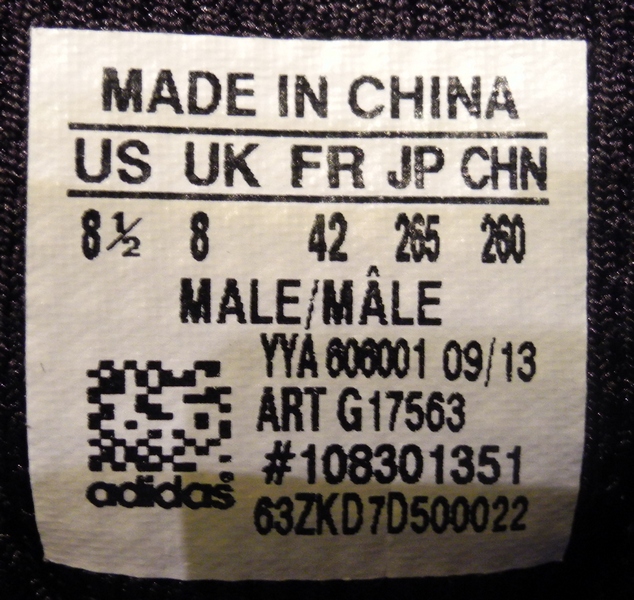 MADE IN CHINA
US UK FR JP CHN
8½ 8 42 265 260
MALE/MÂLE
YYA 606001 09/13
ART G17563
#108301351
adidas
63ZKD7D500022